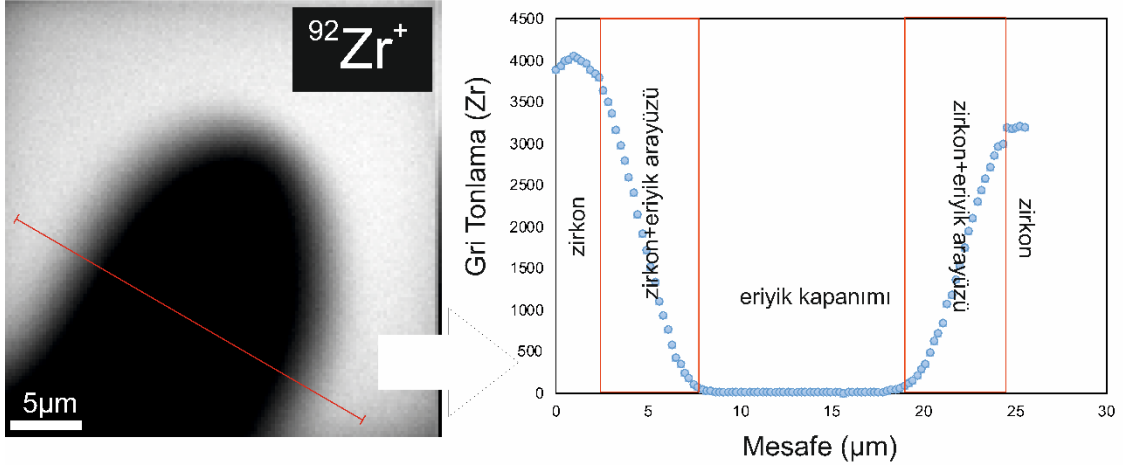 ⁹²Zr⁺
5µm
Gri Tonlama (Zr)
4500
4000
3500
3000
2500
2000
1500
1000
500
0
zirkon
zirkon+eriyik arayüzü
eriyik kapanımı
zirkon+eriyik arayüzü
zirkon
0 5 10 15 20 25 30
Mesafe (µm)